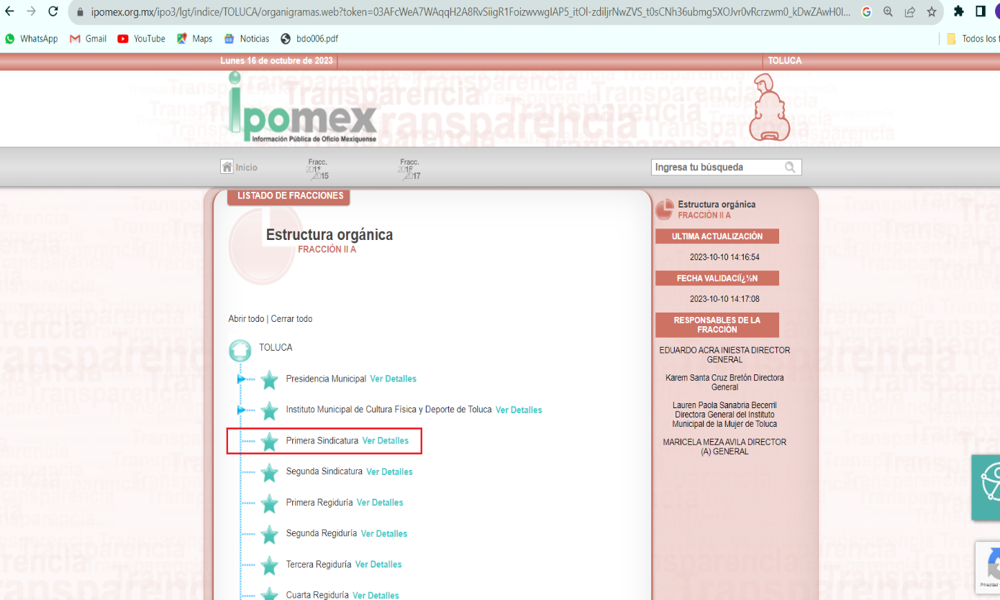 ipomex.org.mx/ipo3/lgt/indice/TOLUCA/organigramas.web?token=03AFcWeA7WAqqH2A8RvSiigR1FoizwvwgIAP5_itOl-zdiljrNwZVS_t0sCNh36ubmg5XOJvr0vRcrzwm0_kDwZAwH0l...
WhatsApp Gmail YouTube Maps Noticias bdo006.pdf Todos los
Lunes 16 de octubre de 2023 TOLUCA
Transparencia
ipomex
Información Pública de Oficio Mexiquense
Inicio
Fracc.
2015
Fracc.
2017
Ingresa tu búsqueda
LISTADO DE FRACCIONES
Estructura orgánica
FRACCIÓN II A
Abrir todo | Cerrar todo
TOLUCA
Presidencia Municipal Ver Detalles
Instituto Municipal de Cultura Física y Deporte de Toluca Ver Detalles
Primera Sindicatura Ver Detalles
Segunda Sindicatura Ver Detalles
Primera Regiduría Ver Detalles
Segunda Regiduría Ver Detalles
Tercera Regiduría Ver Detalles
Cuarta Regiduría Ver Detalles
Estructura orgánica
FRACCIÓN II A
ULTIMA ACTUALIZACIÓN
2023-10-10 14:16:54
FECHA VALIDACIÏ¿½N
2023-10-10 14:17:08
RESPONSABLES DE LA
FRACCIÓN
EDUARDO ACRA INIESTA DIRECTOR
GENERAL
Karem Santa Cruz Bretón Directora
General
Lauren Paola Sanabria Becerril
Directora General del Instituto
Municipal de la Mujer de Toluca
MARICELA MEZA AVILA DIRECTOR
(A) GENERAL
Privacidad